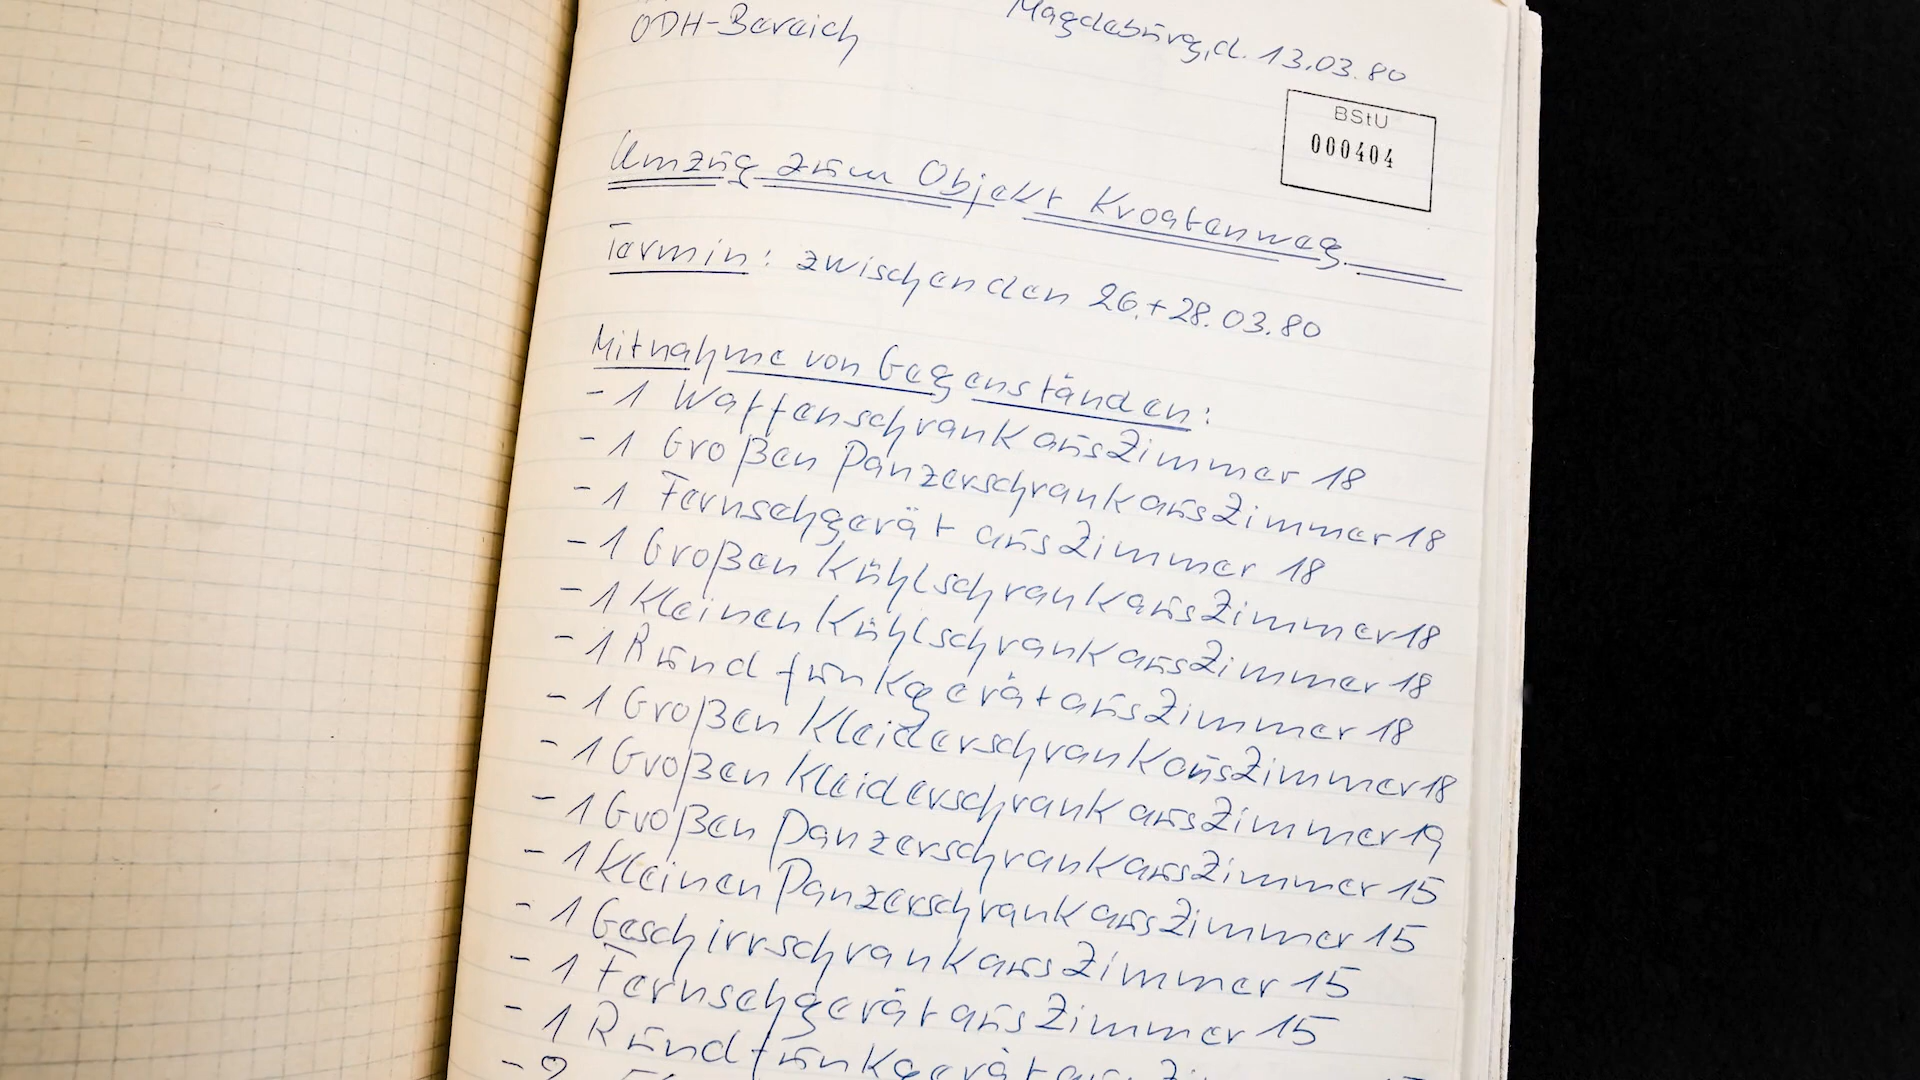 ODH-Bereich
Magdeburg, d. 13.03.80
BStU
000404
Umzug zum Objekt Kroatenweg.
Termin: zwischen den 26.+28.03.80
Mitnahme von Gegenständen:
- 1 Waffenschrank aus Zimmer 18
- 1 Großen Panzerschrank aus Zimmer 18
- 1 Fernsehgerät aus Zimmer 18
- 1 Großen Kühlschrank aus Zimmer 18
- 1 Kleinen Kühlschrank aus Zimmer 18
- 1 Rundfunkgerät aus Zimmer 18
- 1 Großen Kleiderschrank aus Zimmer 18
- 1 Großen Kleiderschrank aus Zimmer 19
- 1 Großen Panzerschrank aus Zimmer 15
- 1 Kleinen Panzerschrank aus Zimmer 15
- 1 Geschirrschrank aus Zimmer 15
- 1 Fernsehgerät aus Zimmer 15
- 1 Rundfunkgerät aus
- 2